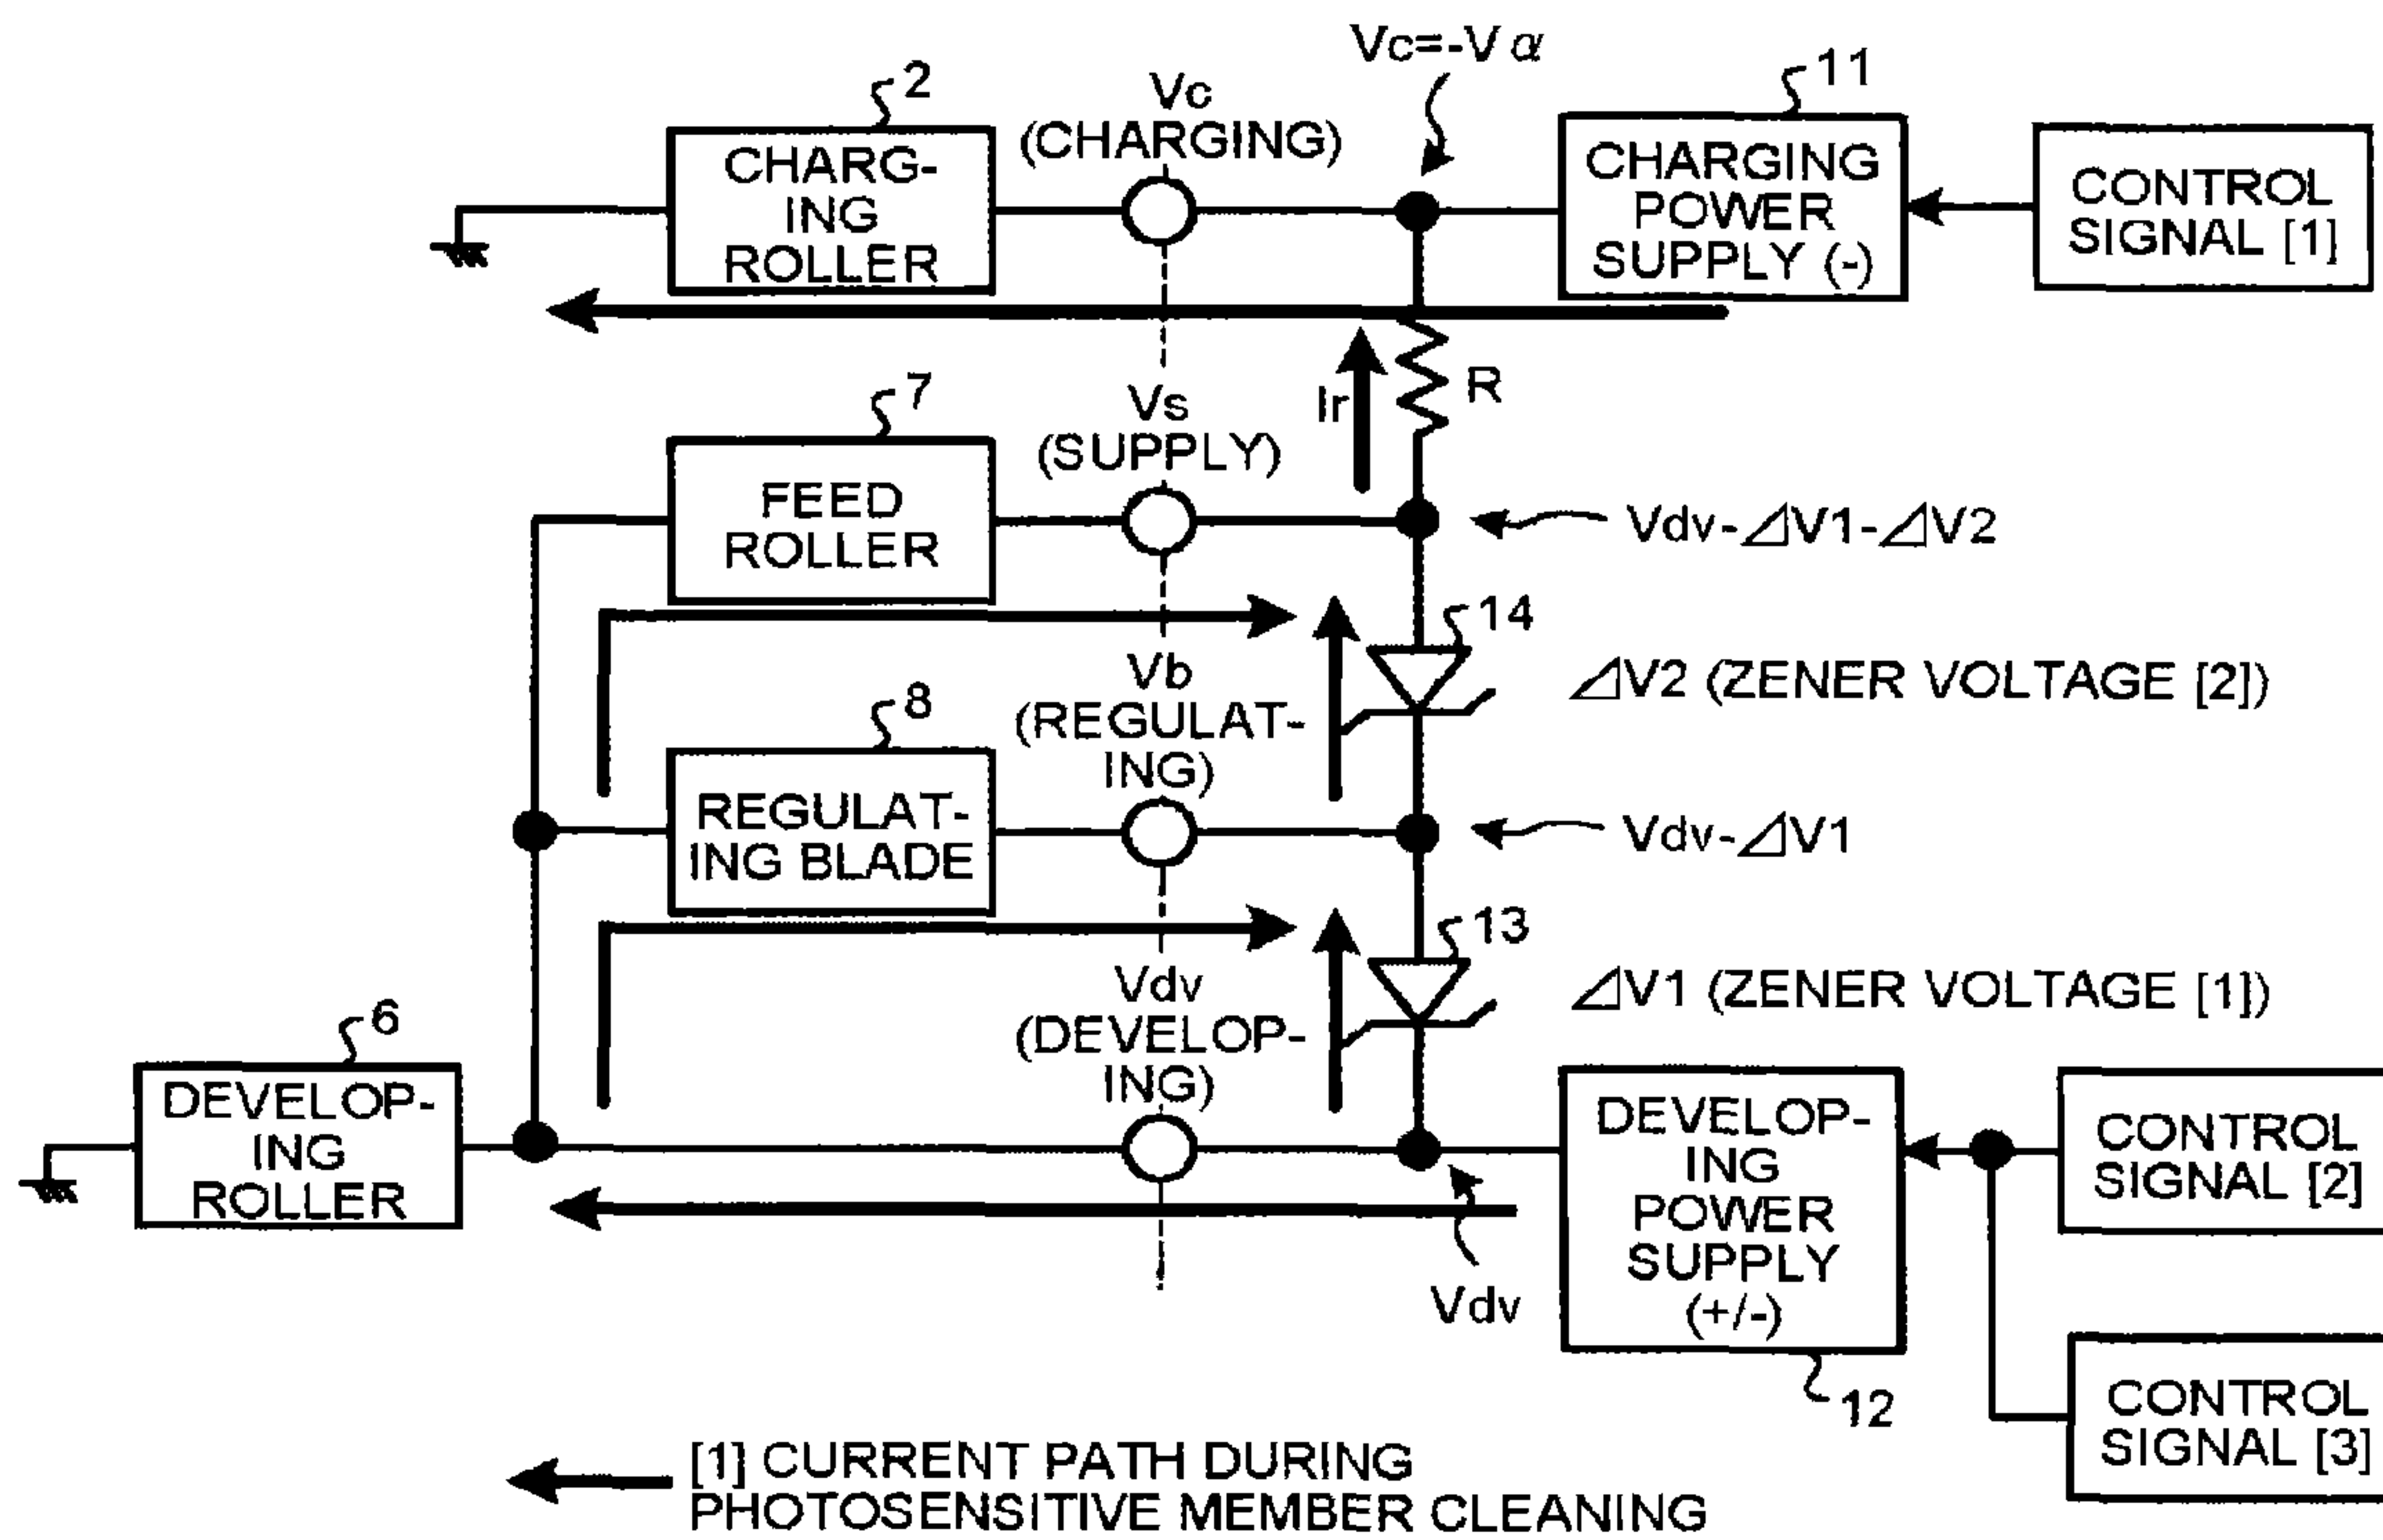 Vc=-Vα
2
Vc
(CHARGING)
11
CHARG-
ING
ROLLER
CHARGING
POWER
SUPPLY (-)
CONTROL
SIGNAL [1]
7
Vs
(SUPPLY)
Ir
R
FEED
ROLLER
Vdv-⊿V1-⊿V2
14
8
Vb
(REGULAT-
ING)
⊿V2 (ZENER VOLTAGE [2])
REGULAT-
ING BLADE
Vdv-⊿V1
13
6
Vdv
(DEVELOP-
ING)
⊿V1 (ZENER VOLTAGE [1])
DEVELOP-
ING
ROLLER
DEVELOP-
ING
POWER
SUPPLY
(+/-)
CONTROL
SIGNAL [2]
Vdv
12
CONTROL
SIGNAL [3]
[1] CURRENT PATH DURING
PHOTOSENSITIVE MEMBER CLEANING